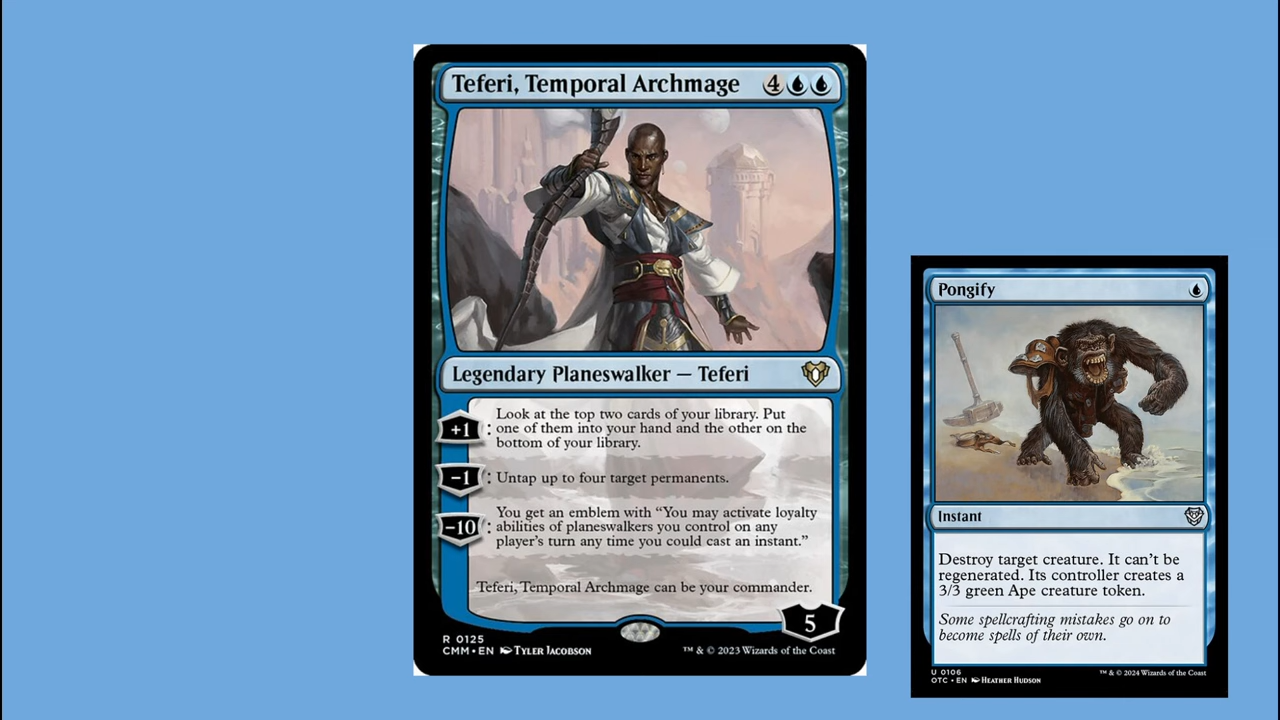 Teferi, Temporal Archmage 4
Legendary Planeswalker — Teferi
+1: Look at the top two cards of your library. Put
one of them into your hand and the other on the
bottom of your library.
−1: Untap up to four target permanents.
−10: You get an emblem with “You may activate loyalty
abilities of planeswalkers you control on any
player’s turn any time you could cast an instant.”
Teferi, Temporal Archmage can be your commander.
5
R 0125
CMM • EN Tyler Jacobson
™ & © 2023 Wizards of the Coast
Pongify
Instant
Destroy target creature. It can’t be
regenerated. Its controller creates a
3/3 green Ape creature token.
Some spellcrafting mistakes go on to
become spells of their own.
U 0106
OTC • EN Heather Hudson
™ & © 2024 Wizards of the Coast